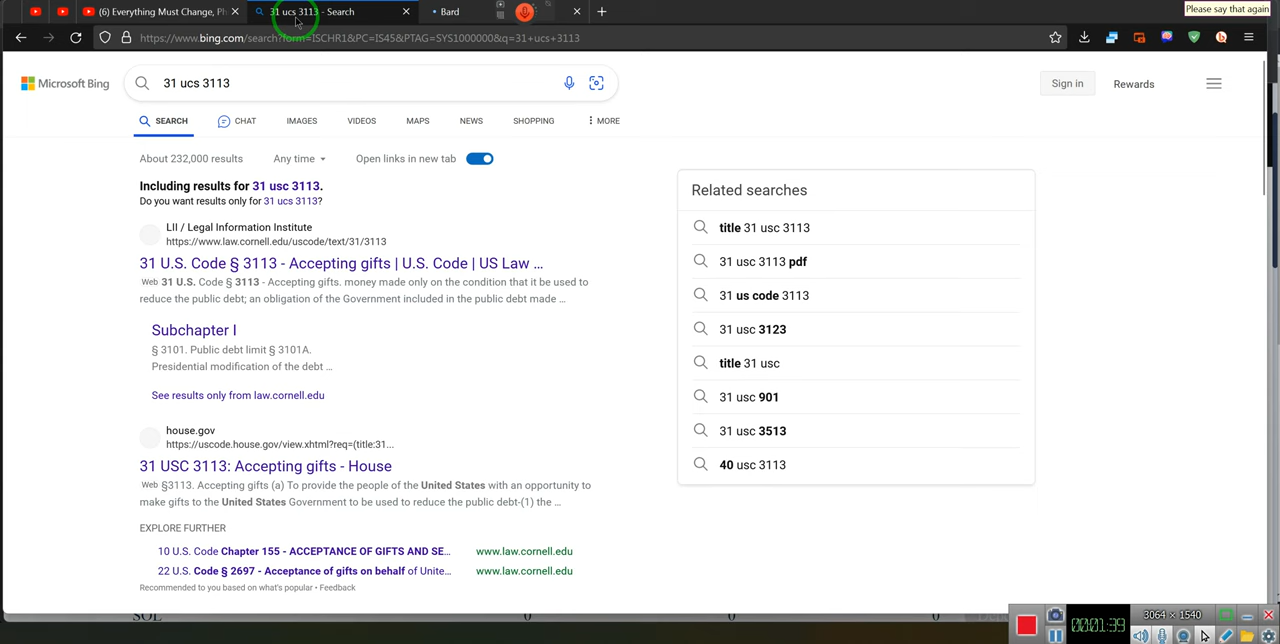 Please say that again
(6) Everything Must Change, P
31 ucs 3113 - Search
Bard
https://www.bing.com/search?form=ISCHR1&PC=IS45&PTAG=SYS1000000&q=31+ucs+3113
Microsoft Bing
31 ucs 3113
Sign in
Rewards
SEARCH
CHAT
IMAGES
VIDEOS
MAPS
NEWS
SHOPPING
MORE
About 232,000 results
Any time
Open links in new tab
Including results for 31 usc 3113.
Do you want results only for 31 ucs 3113?
LII / Legal Information Institute
https://www.law.cornell.edu/uscode/text/31/3113
31 U.S. Code § 3113 - Accepting gifts | U.S. Code | US Law ...
Web 31 U.S. Code § 3113 - Accepting gifts. money made only on the condition that it be used to
reduce the public debt; an obligation of the Government included in the public debt made ...
Subchapter I
§ 3101. Public debt limit § 3101A.
Presidential modification of the debt ...
See results only from law.cornell.edu
house.gov
https://uscode.house.gov/view.xhtml?req=(title:31...
31 USC 3113: Accepting gifts - House
Web §3113. Accepting gifts (a) To provide the people of the United States with an opportunity to
make gifts to the United States Government to be used to reduce the public debt-(1) the ...
EXPLORE FURTHER
10 U.S. Code Chapter 155 - ACCEPTANCE OF GIFTS AND SE...
www.law.cornell.edu
22 U.S. Code § 2697 - Acceptance of gifts on behalf of Unite...
www.law.cornell.edu
Recommended to you based on what's popular • Feedback
Related searches
title 31 usc 3113
31 usc 3113 pdf
31 us code 3113
31 usc 3123
title 31 usc
31 usc 901
31 usc 3513
40 usc 3113
SOL
0
0
0
3064 × 1540
00:01:39